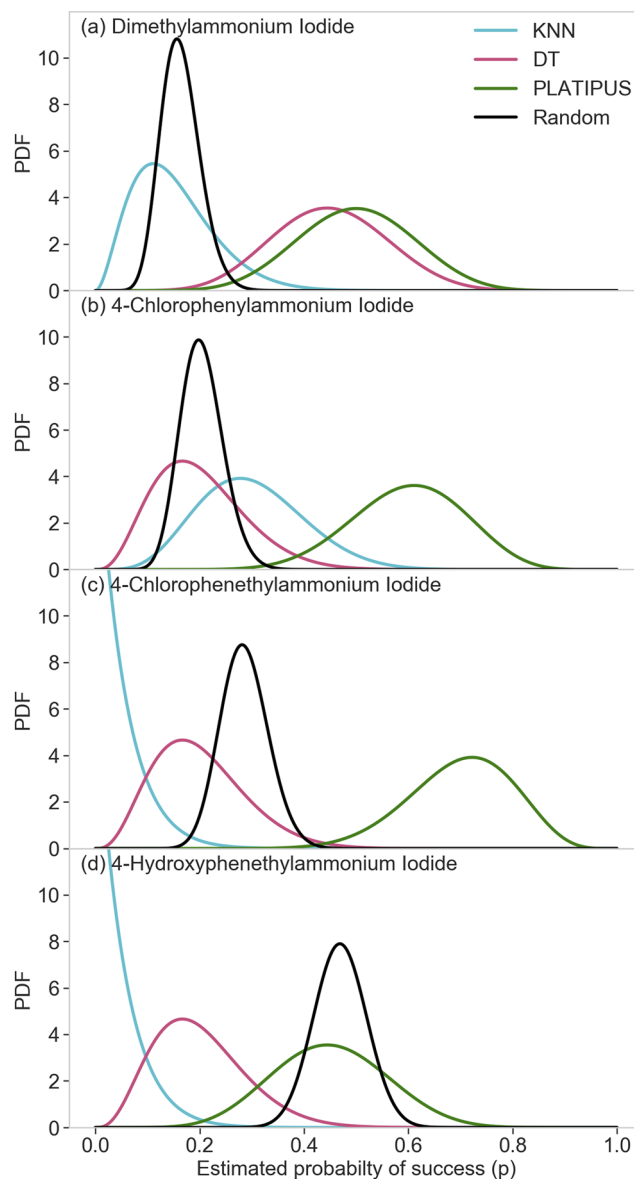 (a) Dimethylammonium Iodide
KNN
DT
PLATIPUS
Random
PDF
10
8
6
4
2
0
(b) 4-Chlorophenylammonium Iodide
PDF
10
8
6
4
2
0
(c) 4-Chlorophenethylammonium Iodide
PDF
10
8
6
4
2
0
(d) 4-Hydroxyphenethylammonium Iodide
PDF
10
8
6
4
2
0
0.0 0.2 0.4 0.6 0.8 1.0
Estimated probabilty of success (p)